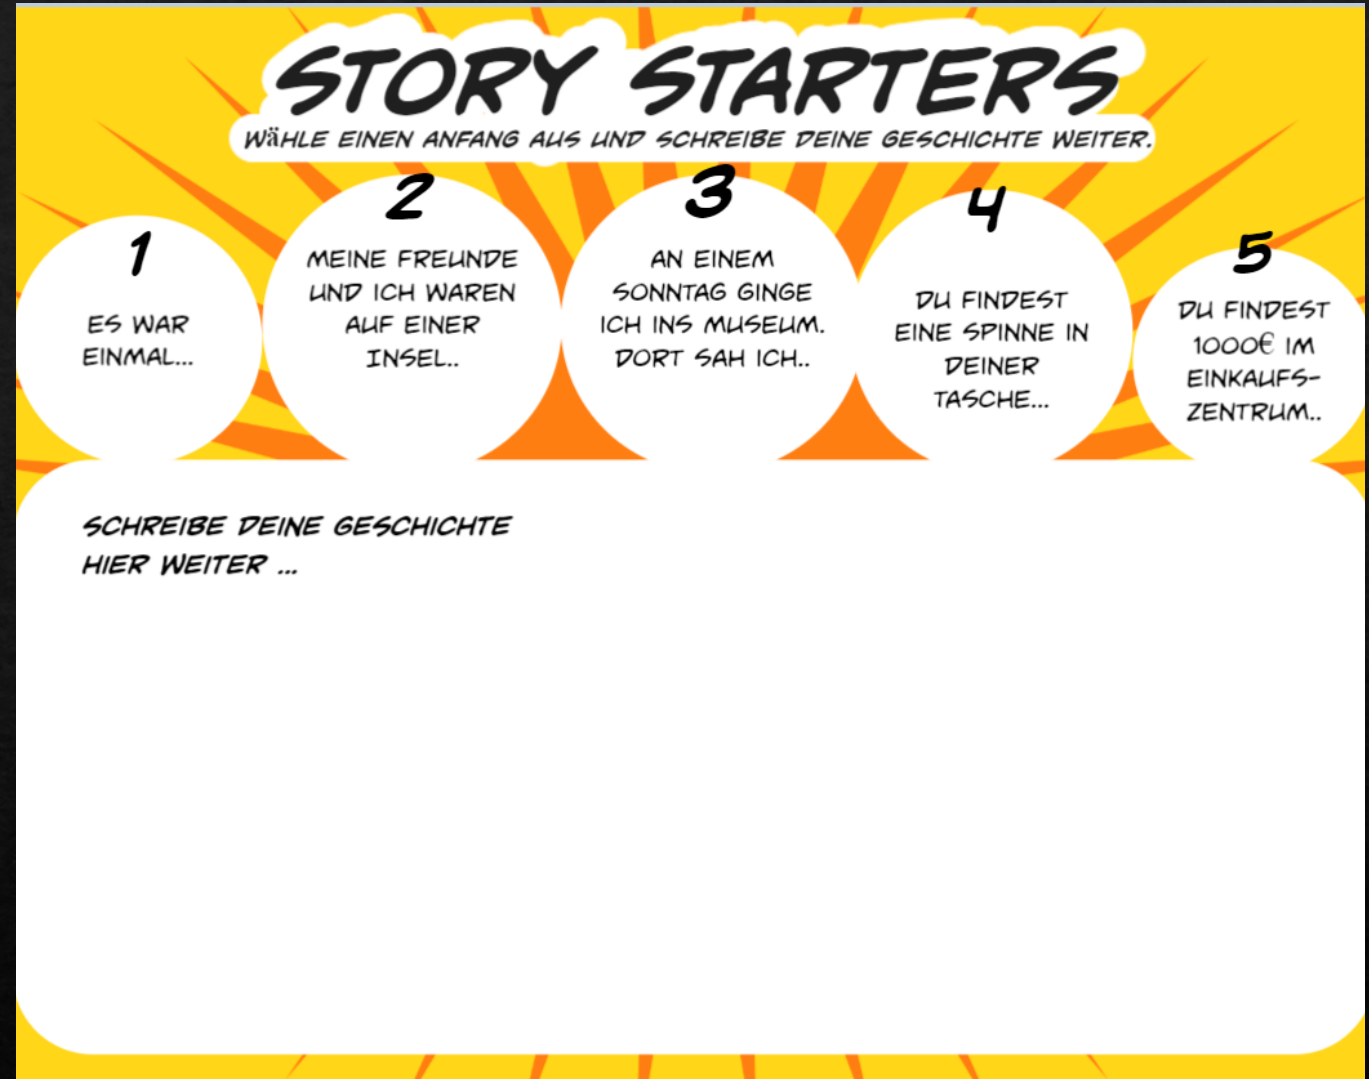 STORY STARTERS
WÄHLE EINEN ANFANG AUS UND SCHREIBE DEINE GESCHICHTE WEITER.
1
ES WAR
EINMAL...
2
MEINE FREUNDE
UND ICH WAREN
AUF EINER
INSEL..
3
AN EINEM
SONNTAG GINGE
ICH INS MUSEUM.
DORT SAH ICH..
4
DU FINDEST
EINE SPINNE IN
DEINER
TASCHE...
5
DU FINDEST
1000€ IM
EINKAUFS-
ZENTRUM..
SCHREIBE DEINE GESCHICHTE
HIER WEITER ...